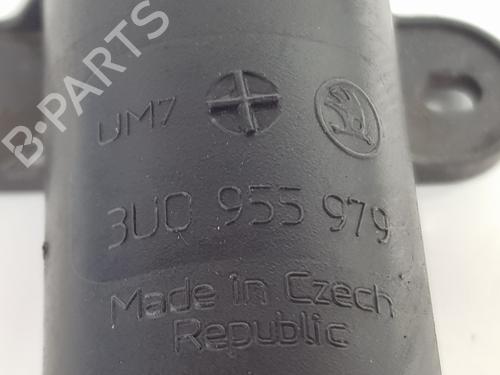 B-PARTS
UM7
3U0 955 979
Made in Czech
Republic